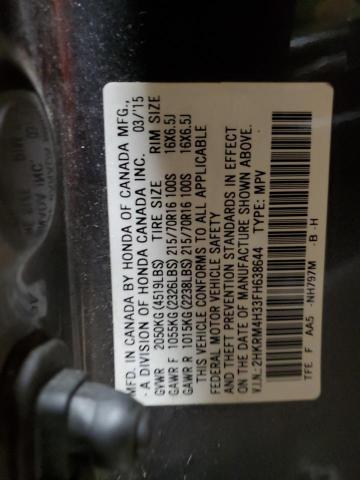 MFD. IN CANADA BY HONDA OF CANADA MFG.,
A DIVISION OF HONDA CANADA INC. 03/'15
GVWR 2050KG(4519LBS) TIRE SIZE RIM SIZE
GAWR F 1055KG(2326LBS) 215/70R16 100S 16X6.5J
GAWR R 1015KG(2238LBS) 215/70R16 100S 16X6.5J
THIS VEHICLE CONFORMS TO ALL APPLICABLE
FEDERAL MOTOR VEHICLE SAFETY
AND THEFT PREVENTION STANDARDS IN EFFECT
ON THE DATE OF MANUFACTURE SHOWN ABOVE.
V.I.N.:2HKRM4H33FH638644 TYPE: MPV
TFE F AA5 -NH797M -B -H